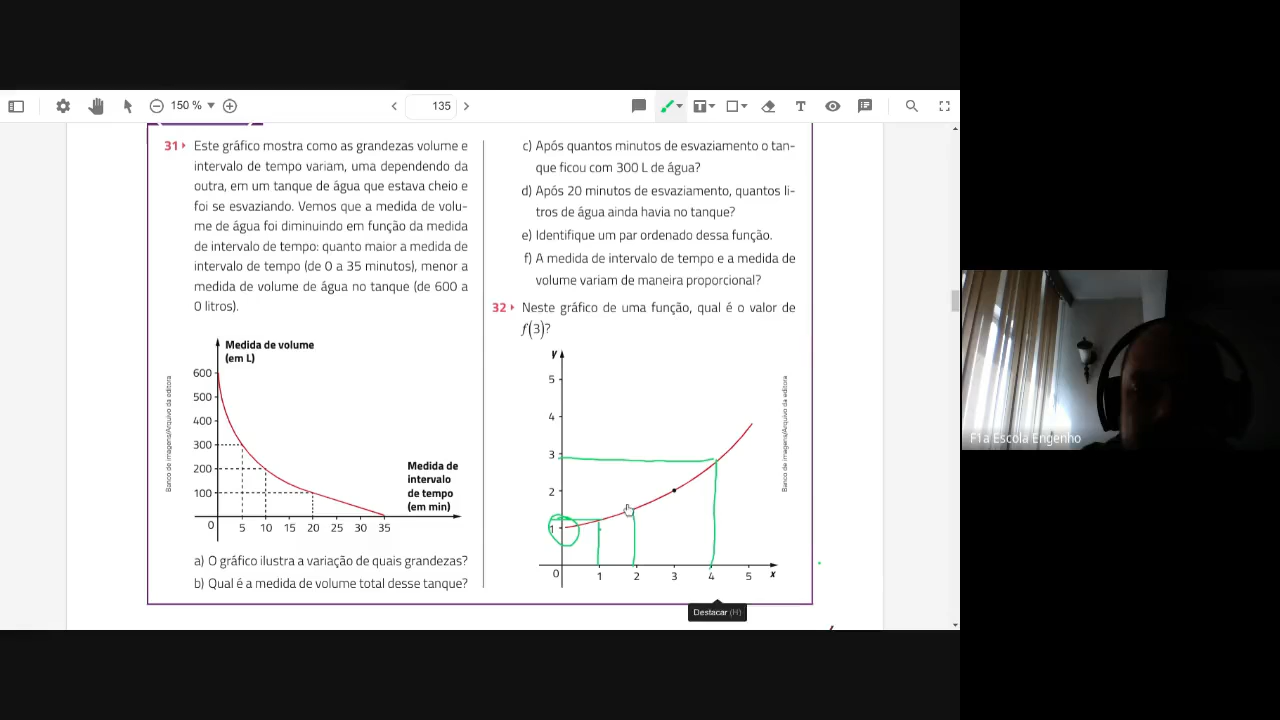 150 %
135
31 Este gráfico mostra como as grandezas volume e
intervalo de tempo variam, uma dependendo da
outra, em um tanque de água que estava cheio e
foi se esvaziando. Vemos que a medida de volu-
me de água foi diminuindo em função da medida
de intervalo de tempo: quanto maior a medida de
intervalo de tempo (de 0 a 35 minutos), menor a
medida de volume de água no tanque (de 600 a
0 litros).
Medida de volume
(em L)
600
500
400
300
200
100
0 5 10 15 20 25 30 35
Medida de
intervalo
de tempo
(em min)
Banco de imagens/Arquivo da editora
a) O gráfico ilustra a variação de quais grandezas?
b) Qual é a medida de volume total desse tanque?
c) Após quantos minutos de esvaziamento o tan-
que ficou com 300 L de água?
d) Após 20 minutos de esvaziamento, quantos li-
tros de água ainda havia no tanque?
e) Identifique um par ordenado dessa função.
f) A medida de intervalo de tempo e a medida de
volume variam de maneira proporcional?
32 Neste gráfico de uma função, qual é o valor de
f(3)?
y
5
4
3
2
1
0 1 2 3 4 5 x
Banco de imagens/Arquivo da editora
Destacar (H)
F1a Escola Engenho